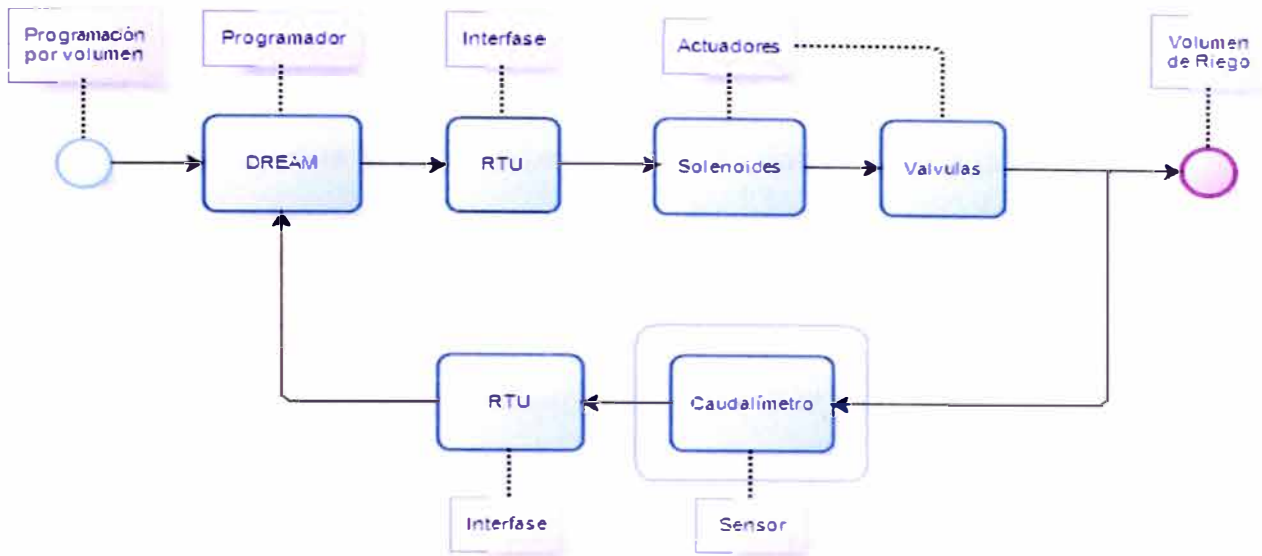 Programación
por volumen
Programador
Interfase
Actuadores
Volumen
de Riego
DREAM
RTU
Solenoides
Valvulas
RTU
Caudalímetro
Interfase
Sensor